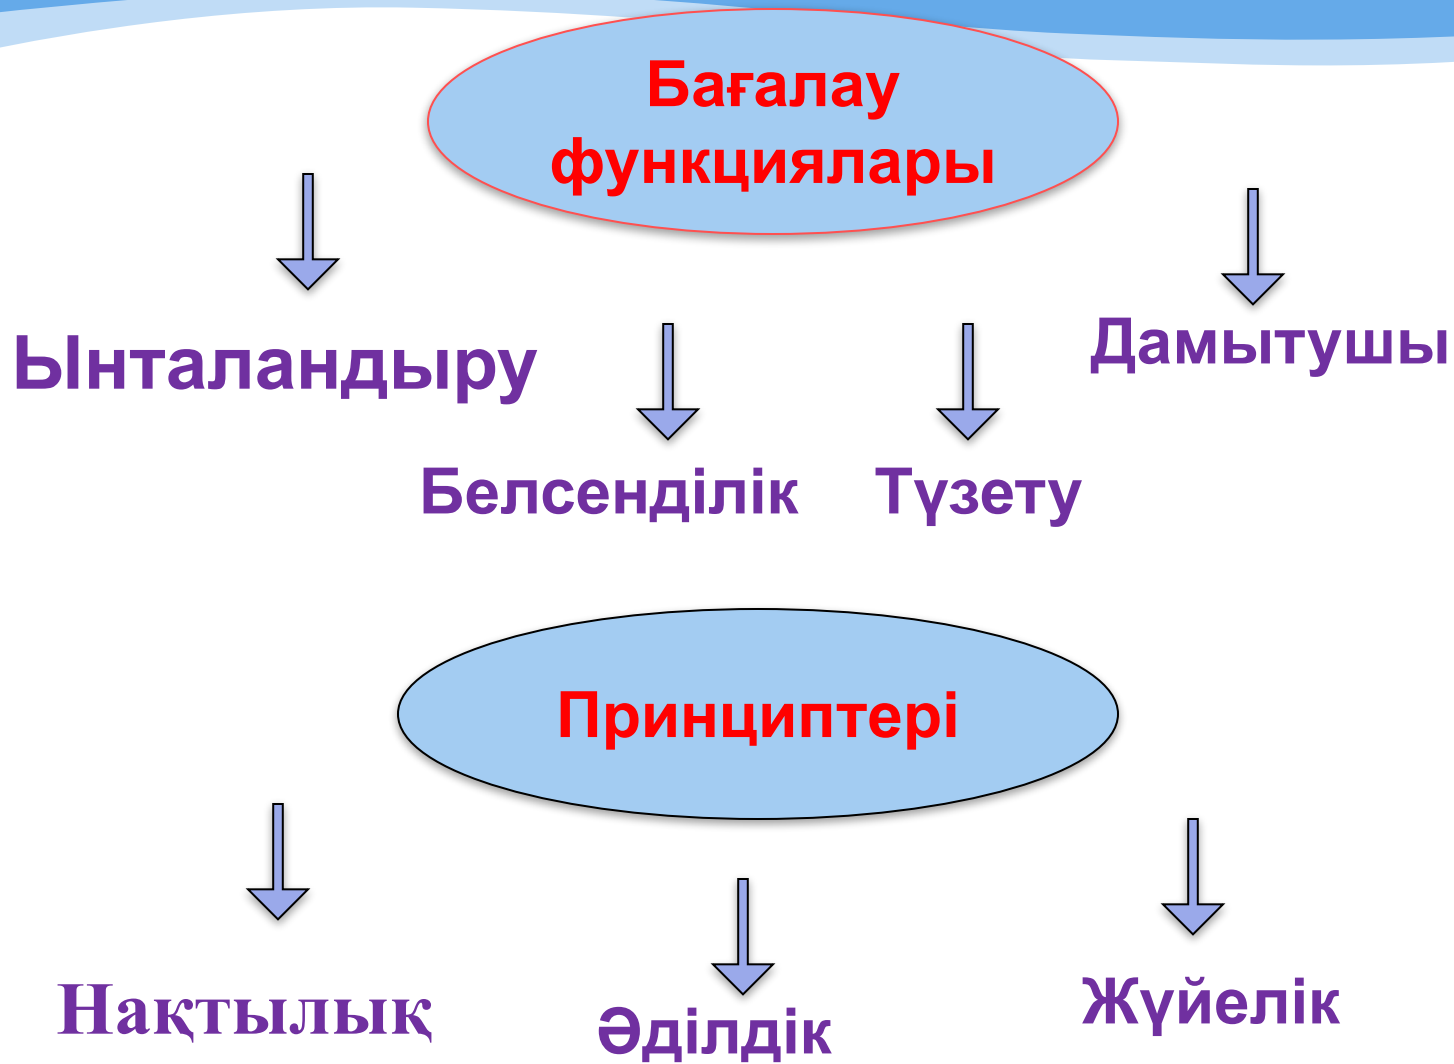 Бағалау
функциялары
Ынталандыру
Дамытушы
Белсенділік
Түзету
Принциптері
Нақтылық
Әділдік
Жүйелік